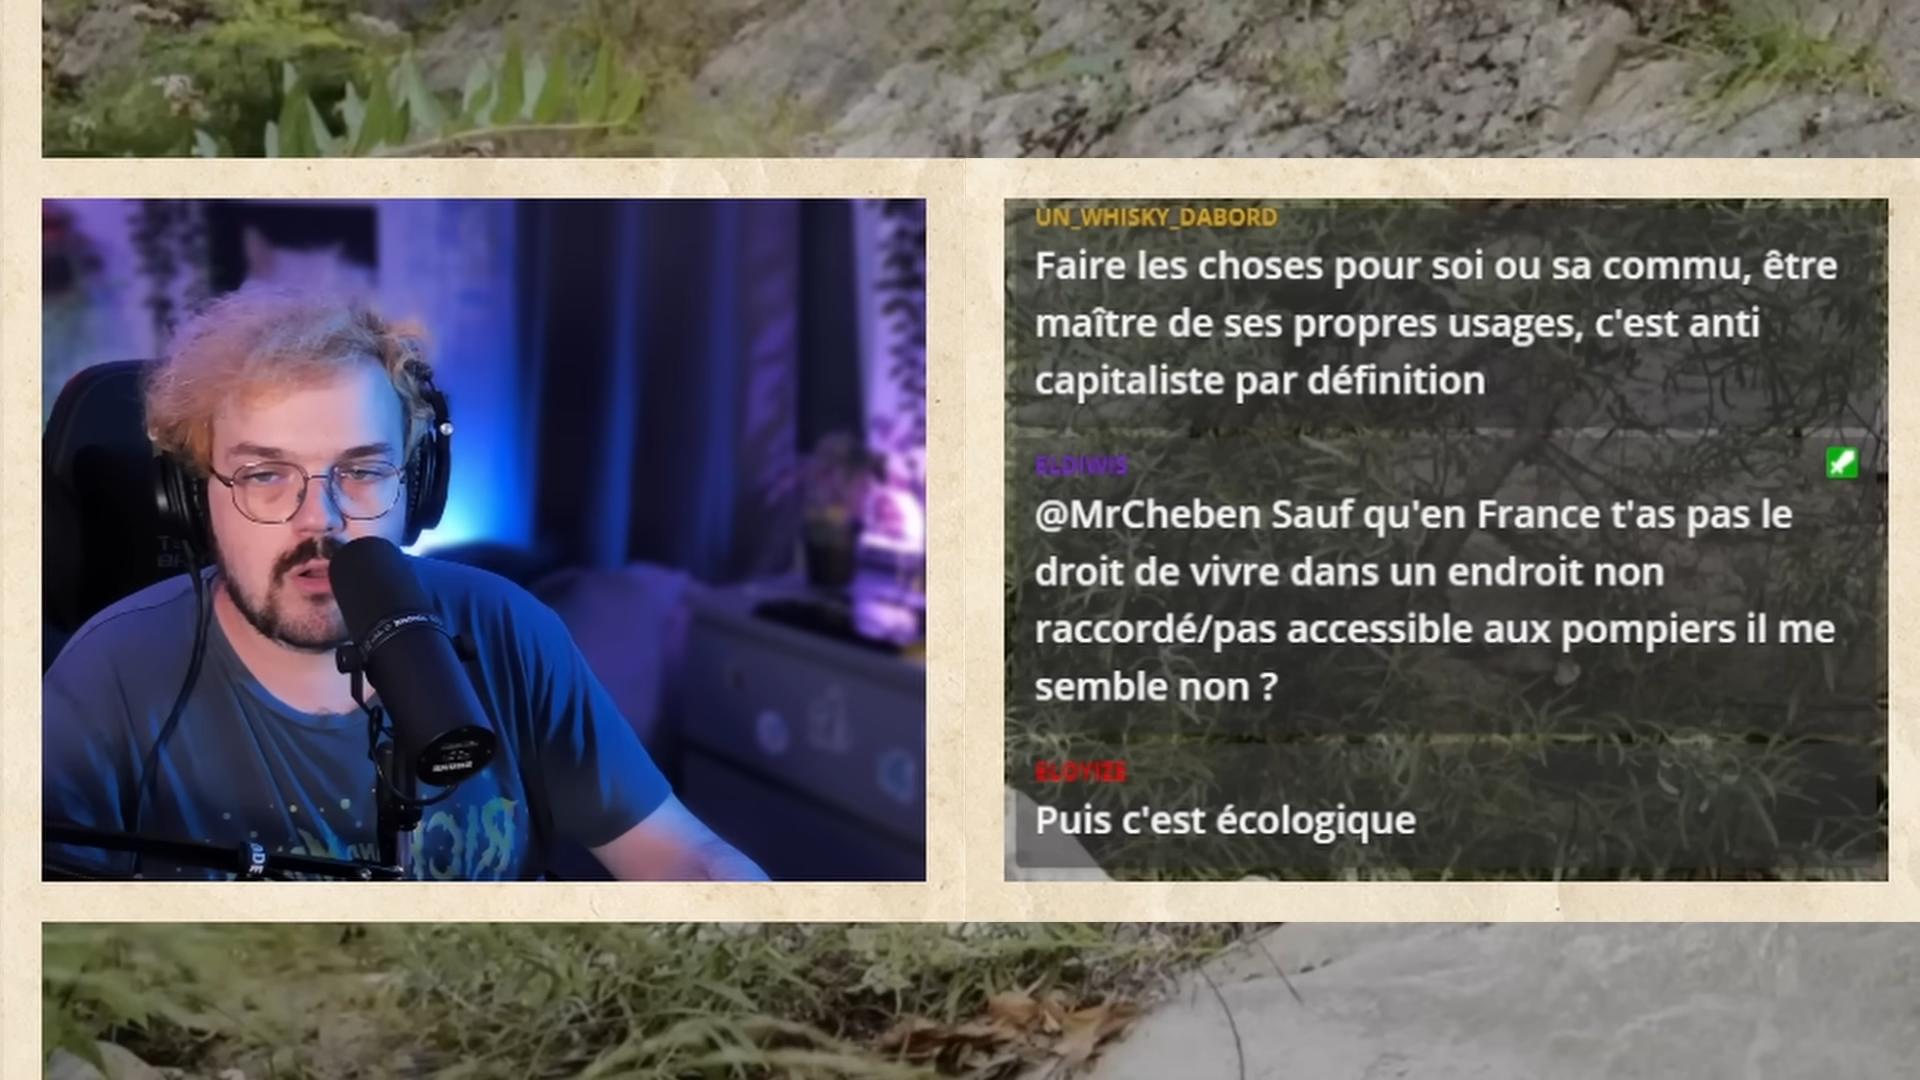 UN_WHISKY_DABORD
Faire les choses pour soi ou sa commu, être
maître de ses propres usages, c'est anti
capitaliste par définition
ELDIWIS
@MrCheben Sauf qu'en France t'as pas le
droit de vivre dans un endroit non
raccordé/pas accessible aux pompiers il me
semble non ?
ELOYIZE
Puis c'est écologique